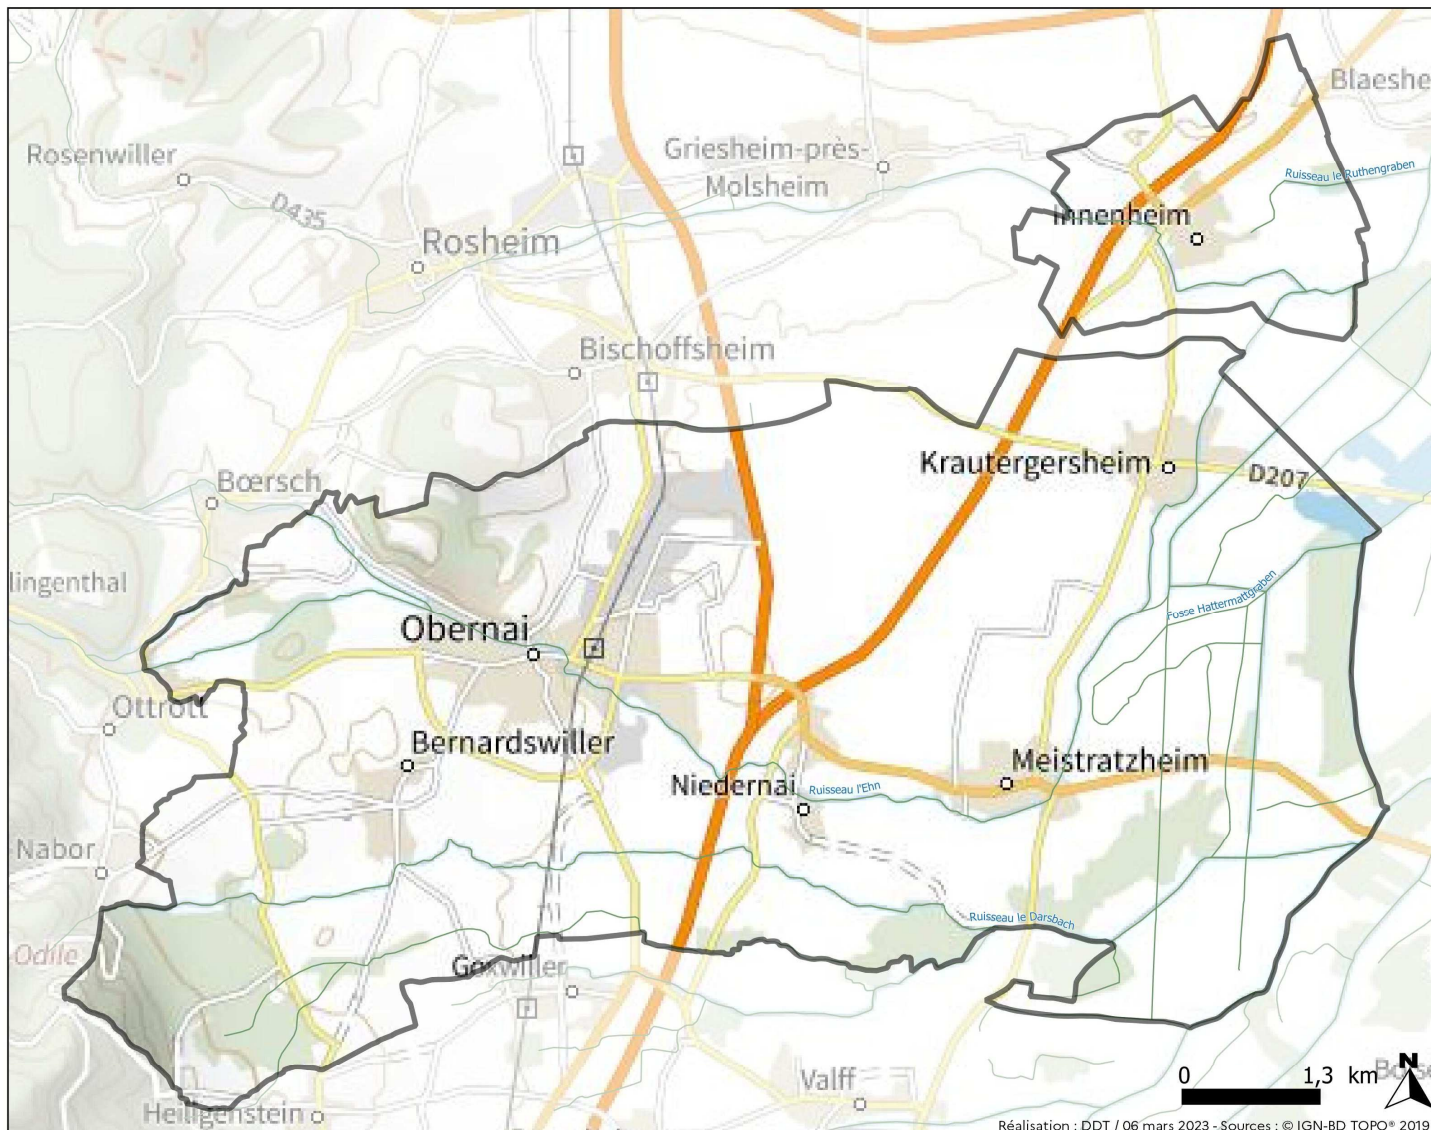 Blaeshe
Rosenwiller
Griesheim-près-
Molsheim
Ruisseau le Ruthengraben
D435
Innenheim
Rosheim
Bischoffsheim
Krautergersheim
D207
Bœrsch
lingenthal
Fosse Hattermattgraben
Obernai
Ottrott
Bernardswiller
Meistratzheim
Niedernai
Ruisseau l'Ehn
Nabor
Ruisseau le Darsbach
Odile
Goxwiller
Valff
Heiligenstein
0 1,3 km
N
Réalisation : DDT / 06 mars 2023 - Sources : © IGN-BD TOPO® 2019